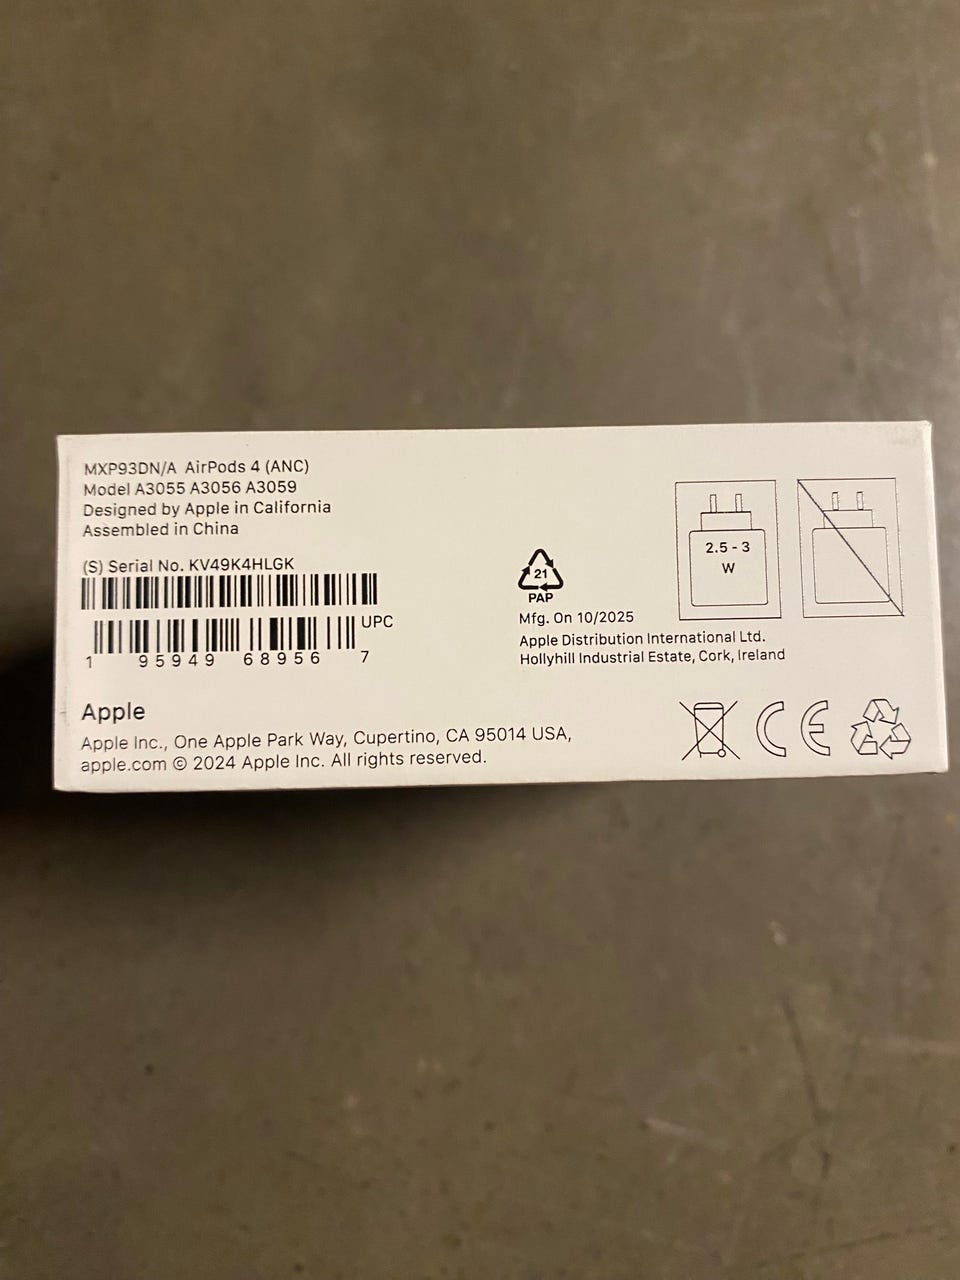 MXP93DN/A AirPods 4 (ANC)
Model A3055 A3056 A3059
Designed by Apple in California
Assembled in China
(S) Serial No. KV49K4HLGK
UPC
1 95949 68956 7
Apple
Apple Inc., One Apple Park Way, Cupertino, CA 95014 USA,
apple.com © 2024 Apple Inc. All rights reserved.
21
PAP
Mfg. On 10/2025
Apple Distribution International Ltd.
Hollyhill Industrial Estate, Cork, Ireland
2.5 - 3
W
CE